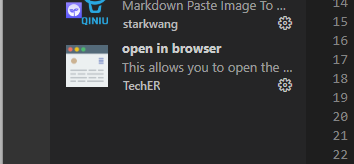 QINIU
Markdown Paste Image To ...
starkwang
open in browser
This allows you to open the ...
TechER
14
15
16
17
18
19
20
21
22